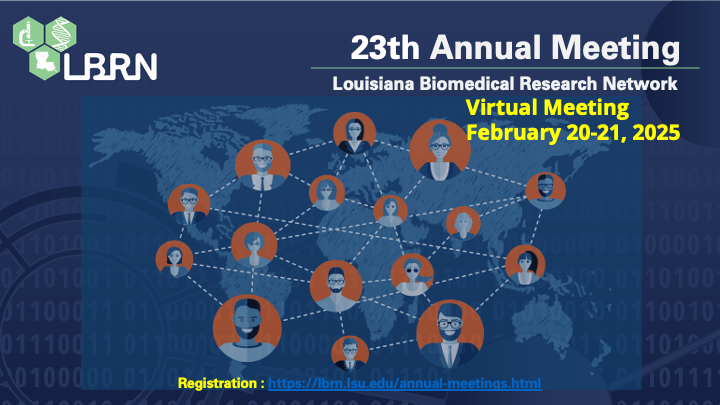 LBRN
23th Annual Meeting
Louisiana Biomedical Research Network
Virtual Meeting
February 20-21, 2025
Registration : https://lbrn.lsu.edu/annual-meetings.html